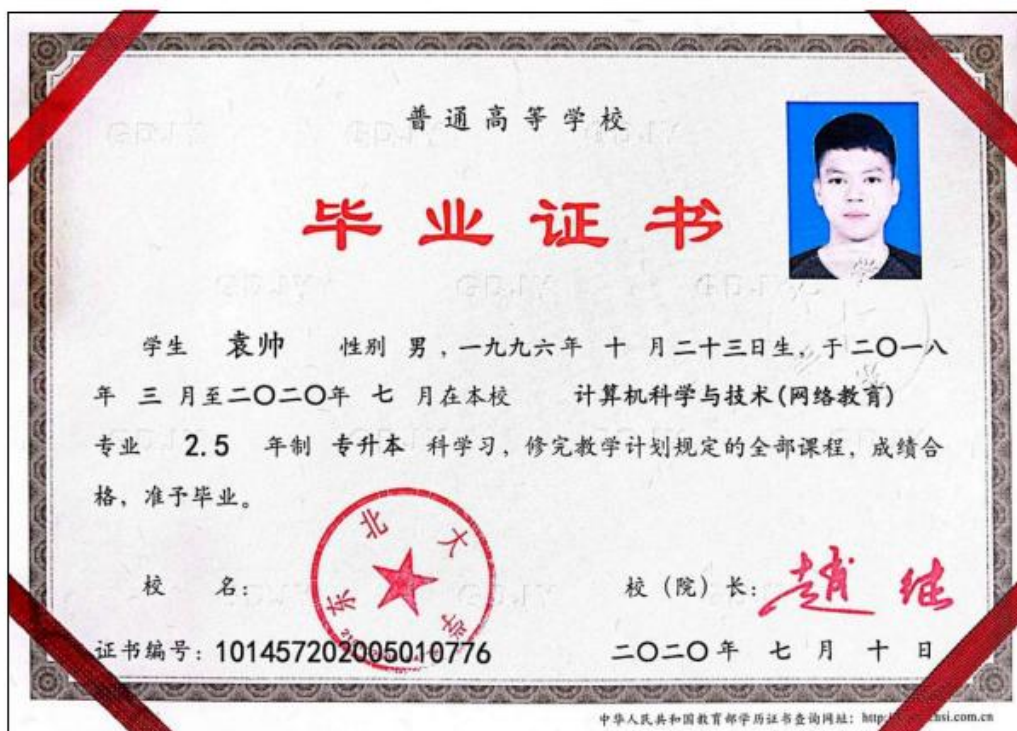 普通高等学校
毕业证书
学生 袁帅 性别 男，一九九六年 十 月二十三日生，于二〇一八
年 三 月至二〇二〇年 七 月在本校 计算机科学与技术(网络教育)
专业 2.5 年制 专升本 科学习，修完教学计划规定的全部课程，成绩合
格，准予毕业。
东北大学
校 名：
校（院）长：赵继
证书编号：101457202005010776
二〇二〇年 七 月 十 日
中华人民共和国教育部学历证书查询网址：http:
si.com.cn